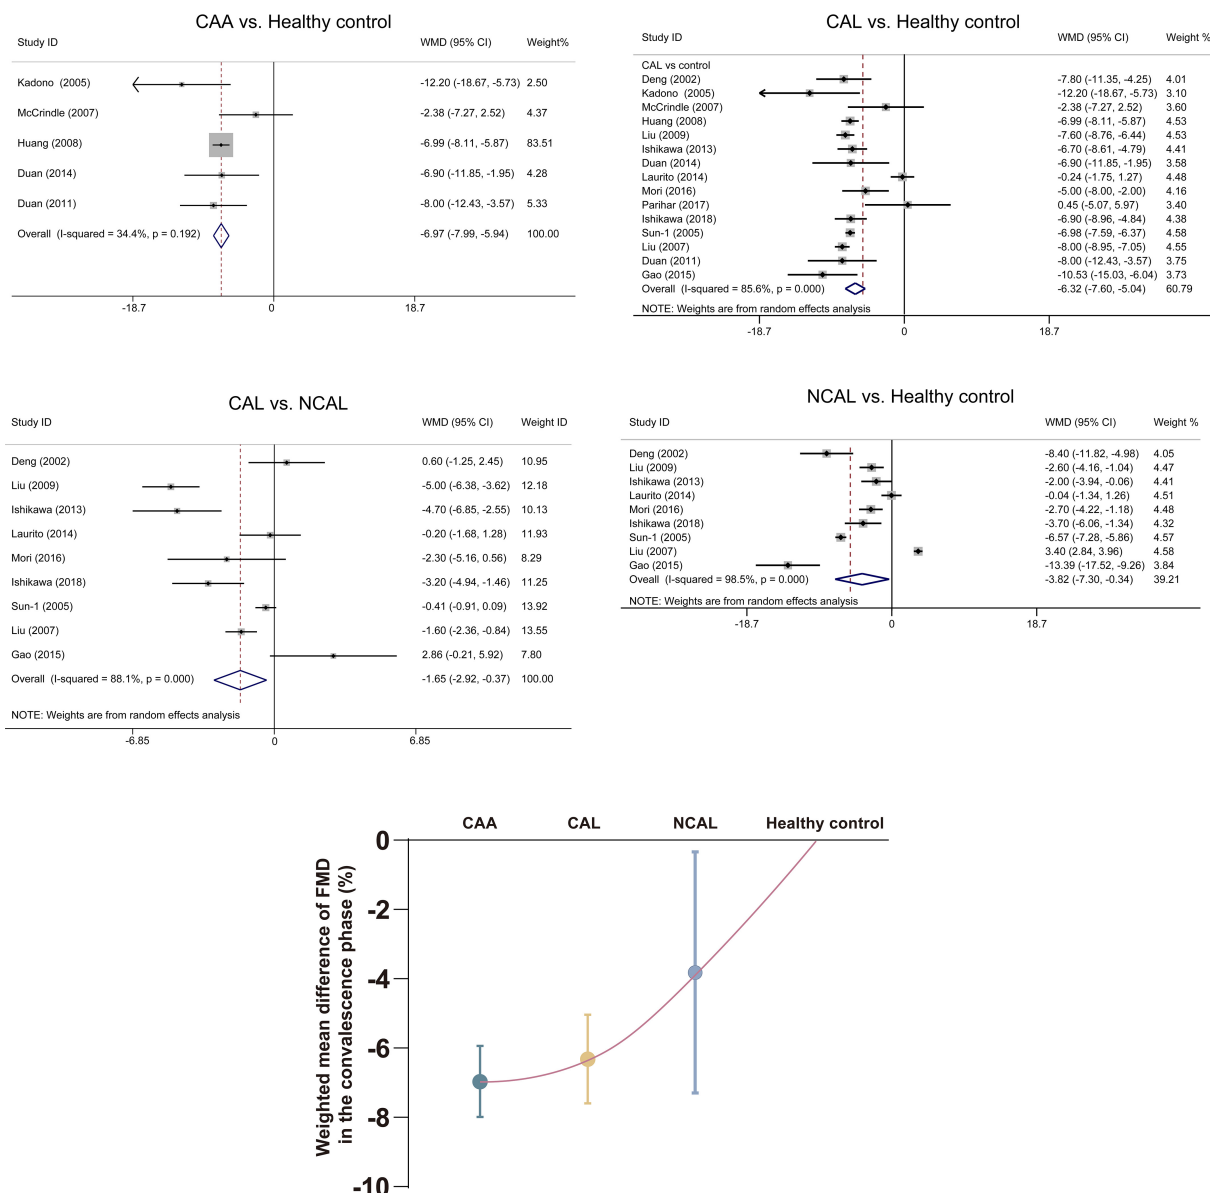 CAA vs. Healthy control
Study ID WMD (95% CI) Weight%
Kadono (2005) -12.20 (-18.67, -5.73) 2.50
McCrindle (2007) -2.38 (-7.27, 2.52) 4.37
Huang (2008) -6.99 (-8.11, -5.87) 83.51
Duan (2014) -6.90 (-11.85, -1.95) 4.28
Duan (2011) -8.00 (-12.43, -3.57) 5.33
Overall (I-squared = 34.4%, p = 0.192) -6.97 (-7.99, -5.94) 100.00
-18.7 0 18.7
CAL vs. Healthy control
Study ID WMD (95% CI) Weight %
CAL vs control
Deng (2002) -7.80 (-11.35, -4.25) 4.01
Kadono (2005) -12.20 (-18.67, -5.73) 3.10
McCrindle (2007) -2.38 (-7.27, 2.52) 3.60
Huang (2008) -6.99 (-8.11, -5.87) 4.53
Liu (2009) -7.60 (-8.76, -6.44) 4.53
Ishikawa (2013) -6.70 (-8.61, -4.79) 4.41
Duan (2014) -6.90 (-11.85, -1.95) 3.58
Laurito (2014) -0.24 (-1.75, 1.27) 4.48
Mori (2016) -5.00 (-8.00, -2.00) 4.16
Parihar (2017) 0.45 (-5.07, 5.97) 3.40
Ishikawa (2018) -6.90 (-8.96, -4.84) 4.38
Sun-1 (2005) -6.98 (-7.59, -6.37) 4.58
Liu (2007) -8.00 (-8.95, -7.05) 4.55
Duan (2011) -8.00 (-12.43, -3.57) 3.75
Gao (2015) -10.53 (-15.03, -6.04) 3.73
Overall (I-squared = 85.6%, p = 0.000) -6.32 (-7.60, -5.04) 60.79
NOTE: Weights are from random effects analysis
-18.7 0 18.7
CAL vs. NCAL
Study ID WMD (95% CI) Weight ID
Deng (2002) 0.60 (-1.25, 2.45) 10.95
Liu (2009) -5.00 (-6.38, -3.62) 12.18
Ishikawa (2013) -4.70 (-6.85, -2.55) 10.13
Laurito (2014) -0.20 (-1.68, 1.28) 11.93
Mori (2016) -2.30 (-5.16, 0.56) 8.29
Ishikawa (2018) -3.20 (-4.94, -1.46) 11.25
Sun-1 (2005) -0.41 (-0.91, 0.09) 13.92
Liu (2007) -1.60 (-2.36, -0.84) 13.55
Gao (2015) 2.86 (-0.21, 5.92) 7.80
Overall (I-squared = 88.1%, p = 0.000) -1.65 (-2.92, -0.37) 100.00
NOTE: Weights are from random effects analysis
-6.85 0 6.85
NCAL vs. Healthy control
Study ID WMD (95% CI) Weight %
Deng (2002) -8.40 (-11.82, -4.98) 4.05
Liu (2009) -2.60 (-4.16, -1.04) 4.47
Ishikawa (2013) -2.00 (-3.94, -0.06) 4.41
Laurito (2014) -0.04 (-1.34, 1.26) 4.51
Mori (2016) -2.70 (-4.22, -1.18) 4.48
Ishikawa (2018) -3.70 (-6.06, -1.34) 4.32
Sun-1 (2005) -6.57 (-7.28, -5.86) 4.57
Liu (2007) 3.40 (2.84, 3.96) 4.58
Gao (2015) -13.39 (-17.52, -9.26) 3.84
Oveall (I-squared = 98.5%, p = 0.000) -3.82 (-7.30, -0.34) 39.21
NOTE: Weights are from random effects analysis
-18.7 0 18.7
CAA CAL NCAL Healthy control
Weighted mean difference of FMD
in the convalescence phase (%)
0
-2
-4
-6
-8
-10